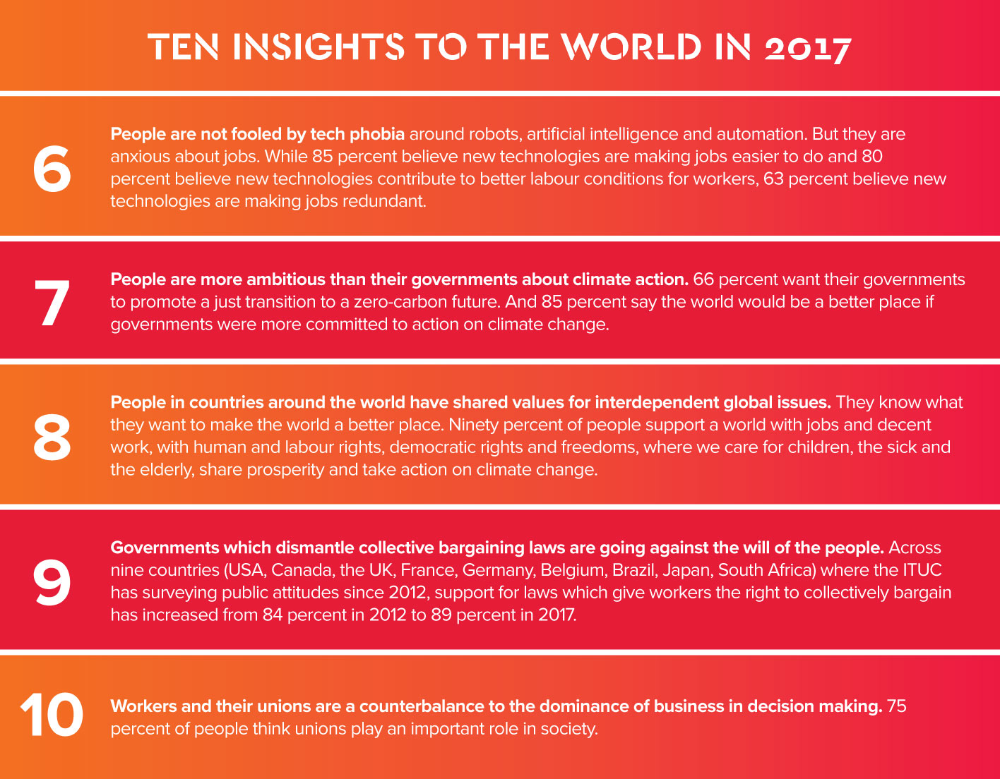 TEN INSIGHTS TO THE WORLD IN 2017
6
People are not fooled by tech phobia around robots, artificial intelligence and automation. But they are
anxious about jobs. While 85 percent believe new technologies are making jobs easier to do and 80
percent believe new technologies contribute to better labour conditions for workers, 63 percent believe new
technologies are making jobs redundant.
7
People are more ambitious than their governments about climate action. 66 percent want their governments
to promote a just transition to a zero-carbon future. And 85 percent say the world would be a better place if
governments were more committed to action on climate change.
8
People in countries around the world have shared values for interdependent global issues. They know what
they want to make the world a better place. Ninety percent of people support a world with jobs and decent
work, with human and labour rights, democratic rights and freedoms, where we care for children, the sick and
the elderly, share prosperity and take action on climate change.
9
Governments which dismantle collective bargaining laws are going against the will of the people. Across
nine countries (USA, Canada, the UK, France, Germany, Belgium, Brazil, Japan, South Africa) where the ITUC
has surveying public attitudes since 2012, support for laws which give workers the right to collectively bargain
has increased from 84 percent in 2012 to 89 percent in 2017.
10
Workers and their unions are a counterbalance to the dominance of business in decision making. 75
percent of people think unions play an important role in society.